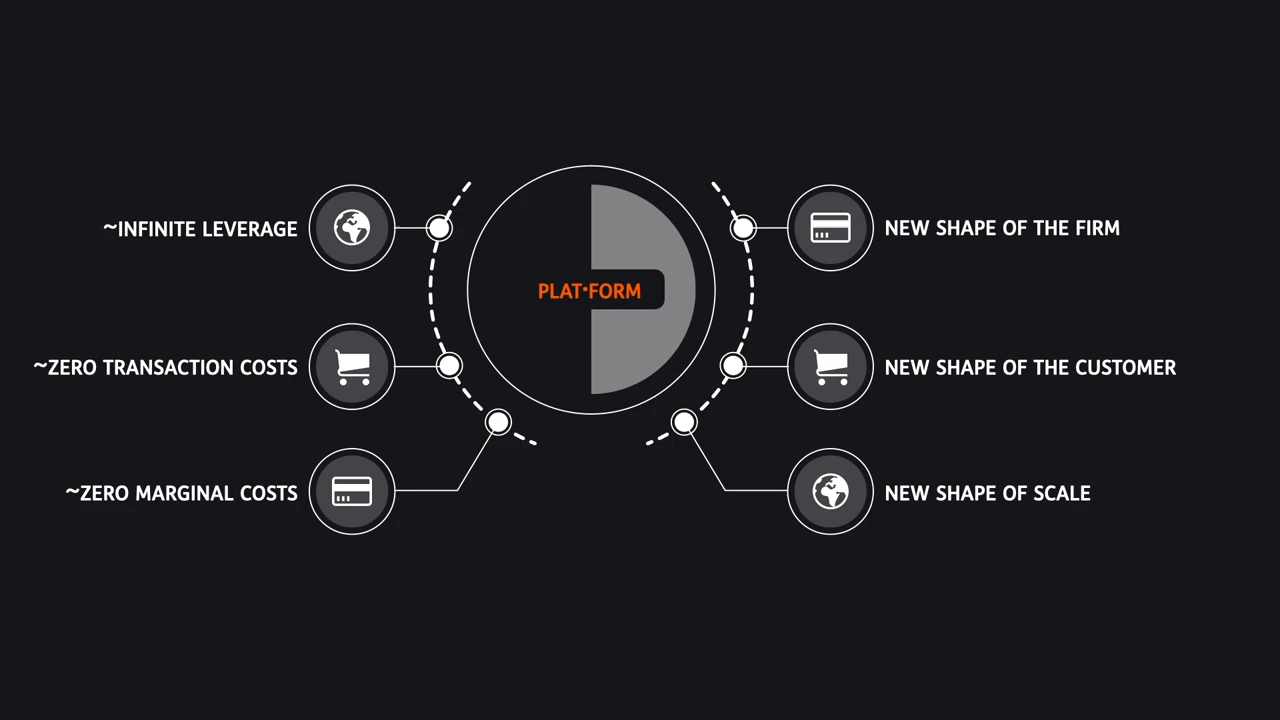 ~INFINITE LEVERAGE
~ZERO TRANSACTION COSTS
~ZERO MARGINAL COSTS
PLAT·FORM
NEW SHAPE OF THE FIRM
NEW SHAPE OF THE CUSTOMER
NEW SHAPE OF SCALE